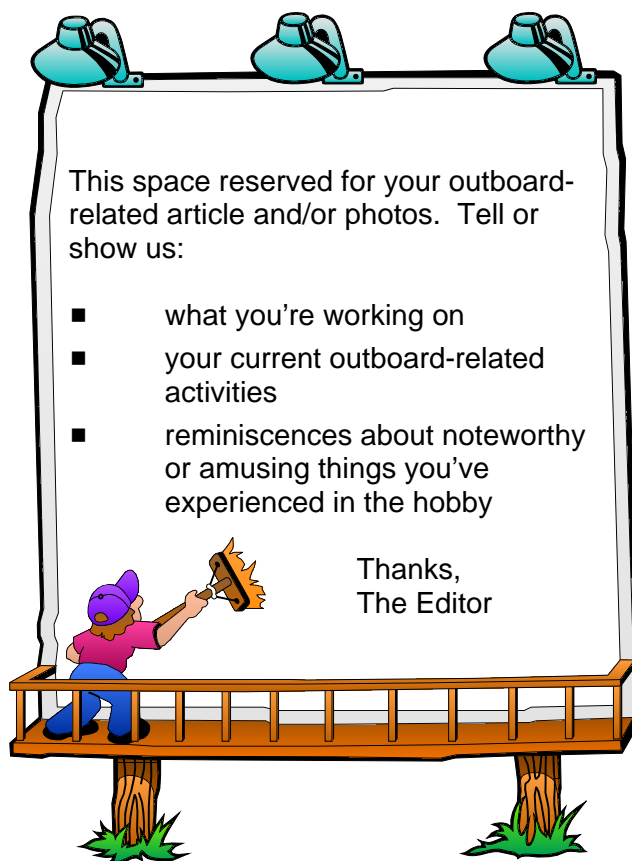 This space reserved for your outboard-
related article and/or photos.  Tell or
show us:
■ what you're working on
■ your current outboard-related
activities
■ reminiscences about noteworthy
or amusing things you've
experienced in the hobby
Thanks,
The Editor